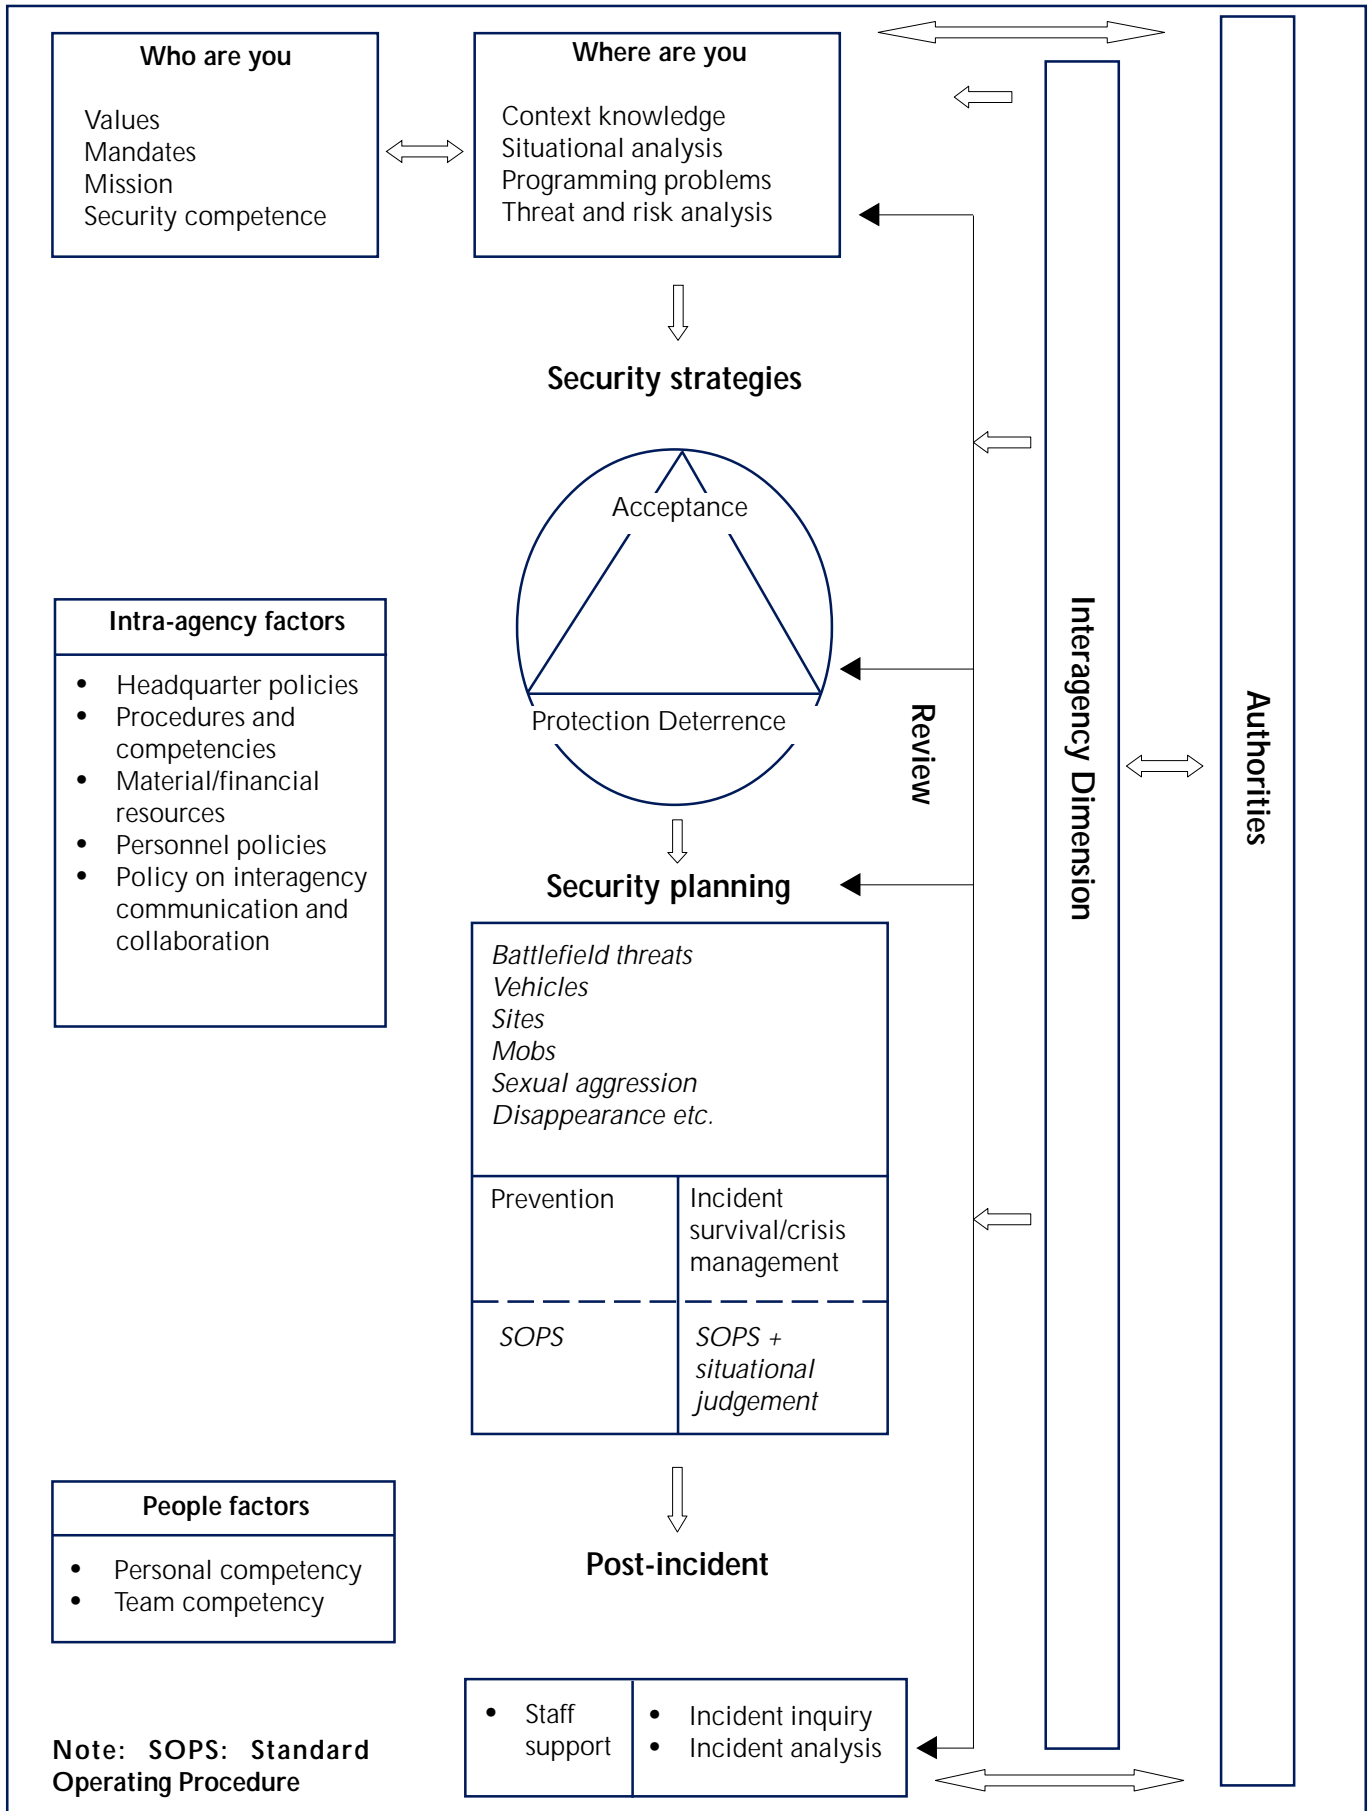 Who are you
Values
Mandates
Mission
Security competence
Where are you
Context knowledge
Situational analysis
Programming problems
Threat and risk analysis
Security strategies
Acceptance
Protection Deterrence
Intra-agency factors
• Headquarter policies
• Procedures and
competencies
• Material/financial
resources
• Personnel policies
• Policy on interagency
communication and
collaboration
Security planning
Battlefield threats
Vehicles
Sites
Mobs
Sexual aggression
Disappearance etc.
Prevention
Incident
survival/crisis
management
SOPS
SOPS +
situational
judgement
People factors
• Personal competency
• Team competency
Post-incident
• Staff
support
• Incident inquiry
• Incident analysis
Note: SOPS: Standard
Operating Procedure
Review
Interagency Dimension
Authorities